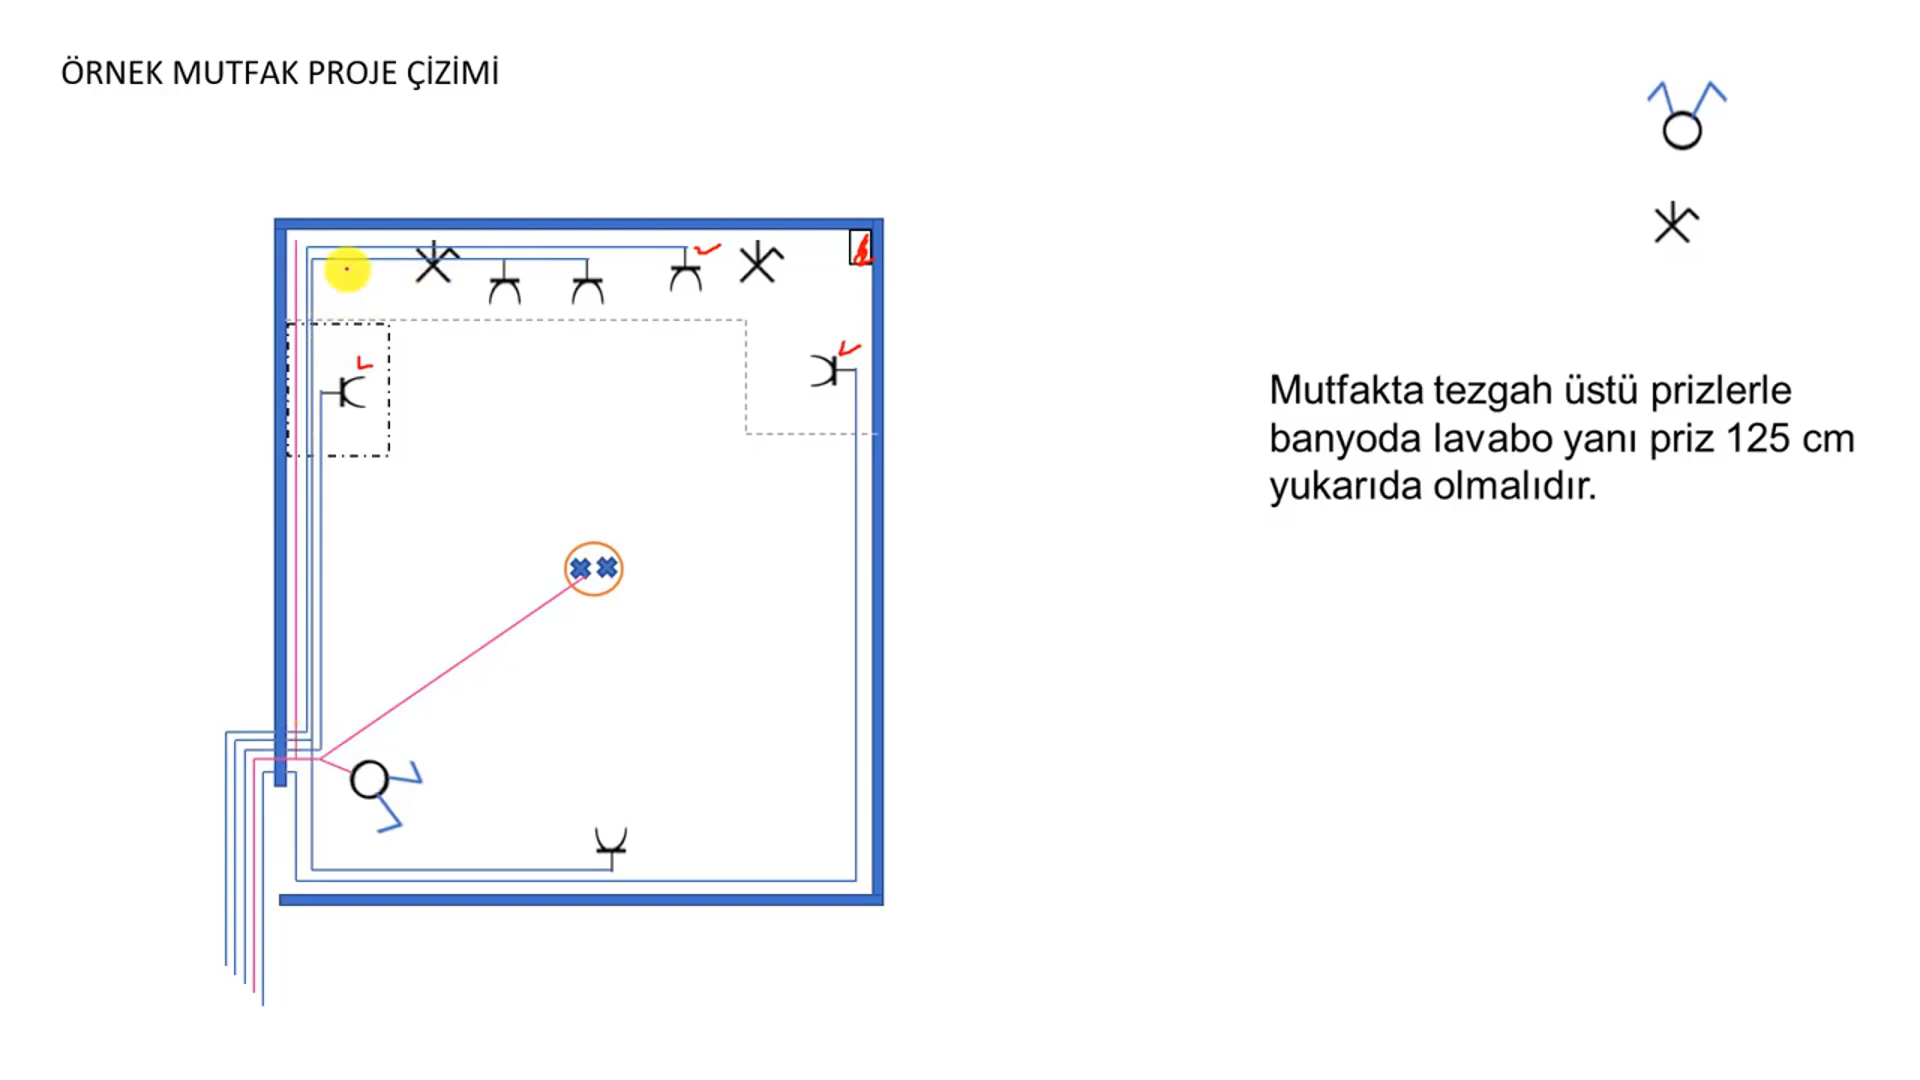 ÖRNEK MUTFAK PROJE ÇİZİMİ
Mutfakta tezgah üstü prizlerle
banyoda lavabo yanı priz 125 cm
yukarıda olmalıdır.